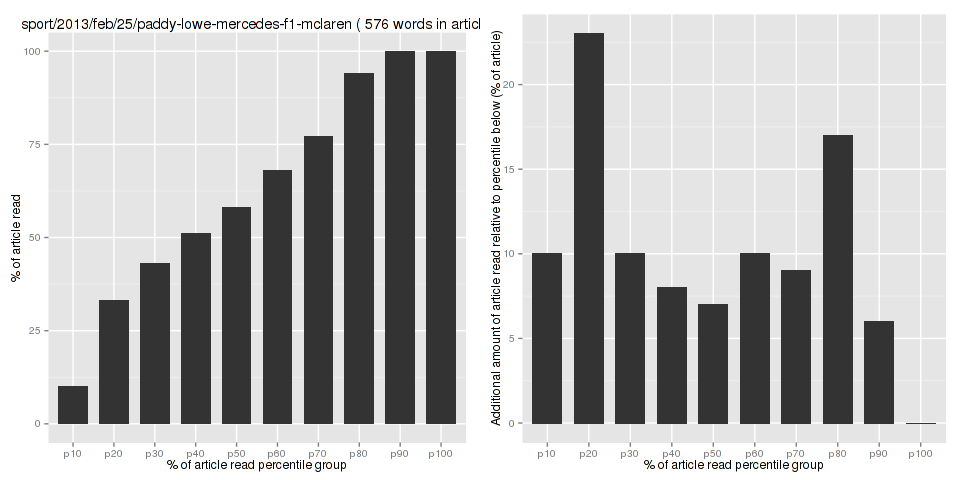 sport/2013/feb/25/paddy-lowe-mercedes-f1-mclaren ( 576 words in articl
100
75
50
25
0
% of article read
p10 p20 p30 p40 p50 p60 p70 p80 p90 p100
% of article read percentile group
Additional amount of article read relative to percentile below (% of article)
20
15
10
5
0
p10 p20 p30 p40 p50 p60 p70 p80 p90 p100
% of article read percentile group